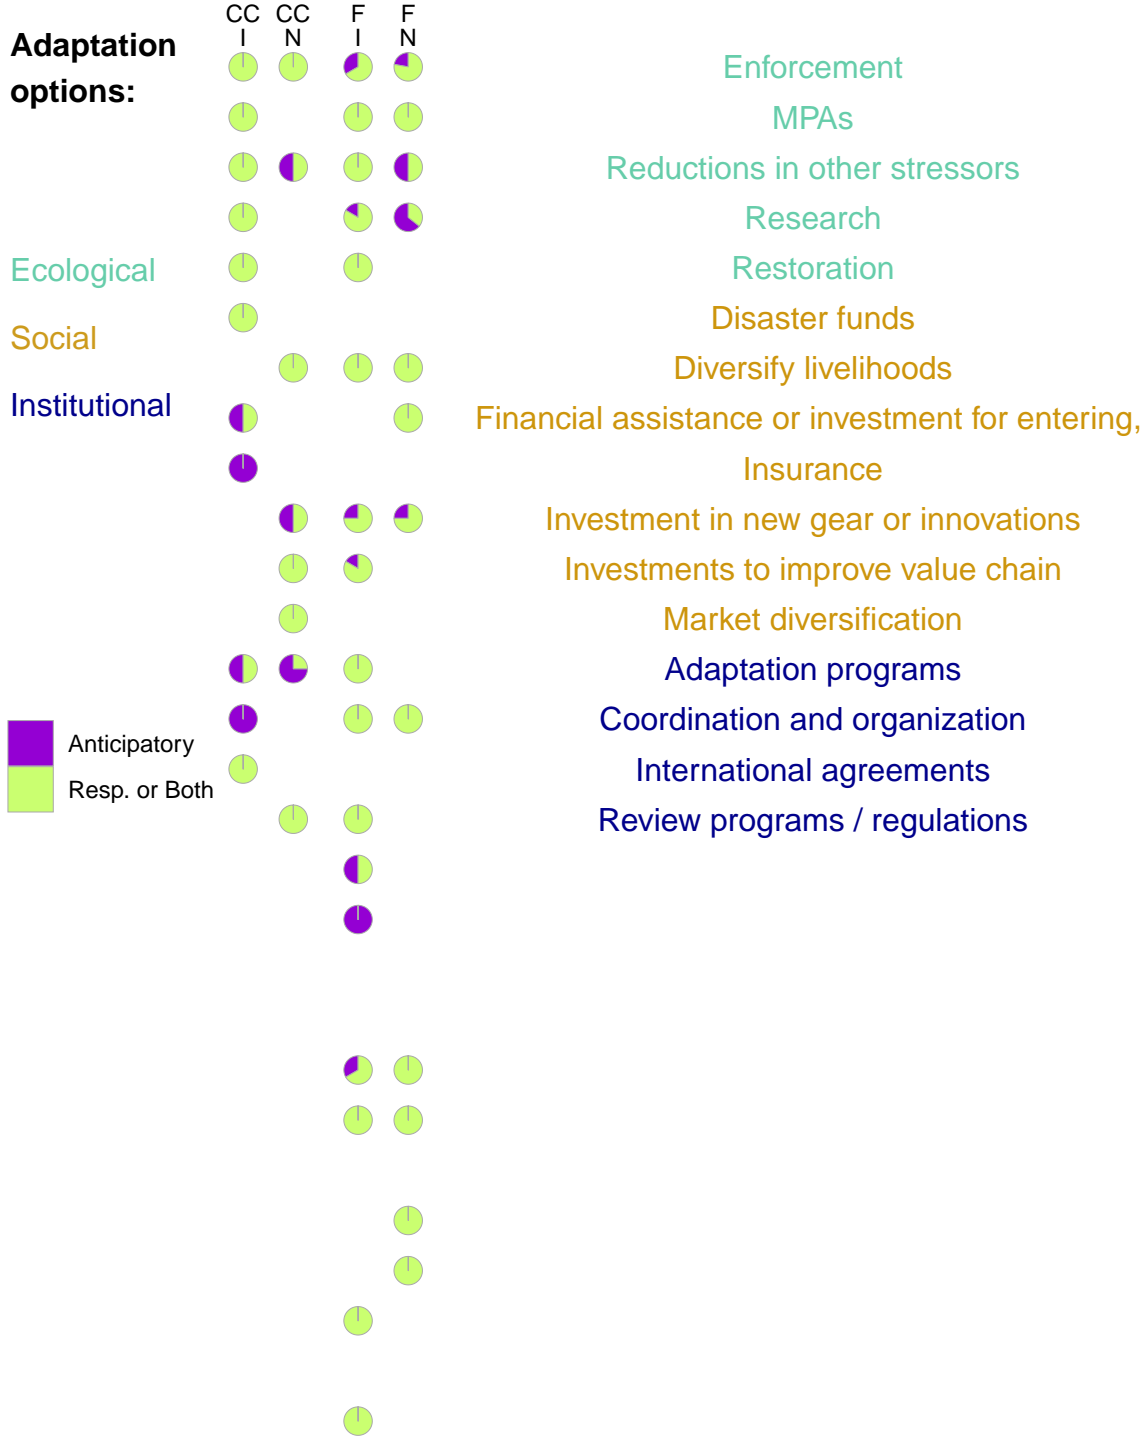 CC CC F F
I N I N
Adaptation
options:
Enforcement
MPAs
Reductions in other stressors
Research
Ecological
Restoration
Social
Disaster funds
Diversify livelihoods
Institutional
Financial assistance or investment for entering,
Insurance
Investment in new gear or innovations
Investments to improve value chain
Market diversification
Adaptation programs
Coordination and organization
Anticipatory
International agreements
Resp. or Both
Review programs / regulations